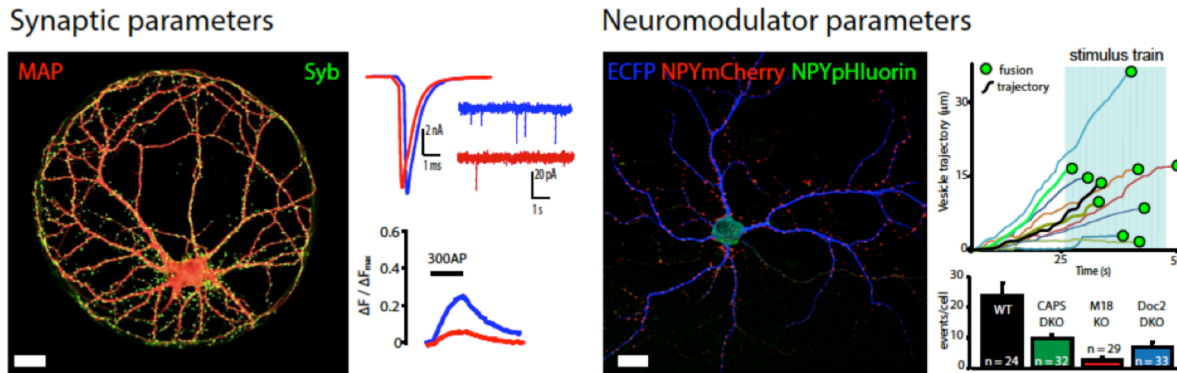 Synaptic parameters
MAP
Syb
2 nA
1 ms
20 pA
1 s
0.6
0.4
0.2
0
ΔF / ΔFmax
300AP
Neuromodulator parameters
ECFP NPYmCherry NPYpHluorin
stimulus train
fusion
trajectory
Vesicle trajectory (µm)
30
15
0
25
Time (s)
events/cell
30
20
10
0
WT
CAPS
DKO
M18
KO
Doc2
DKO
n = 24
n = 32
n = 29
n = 33